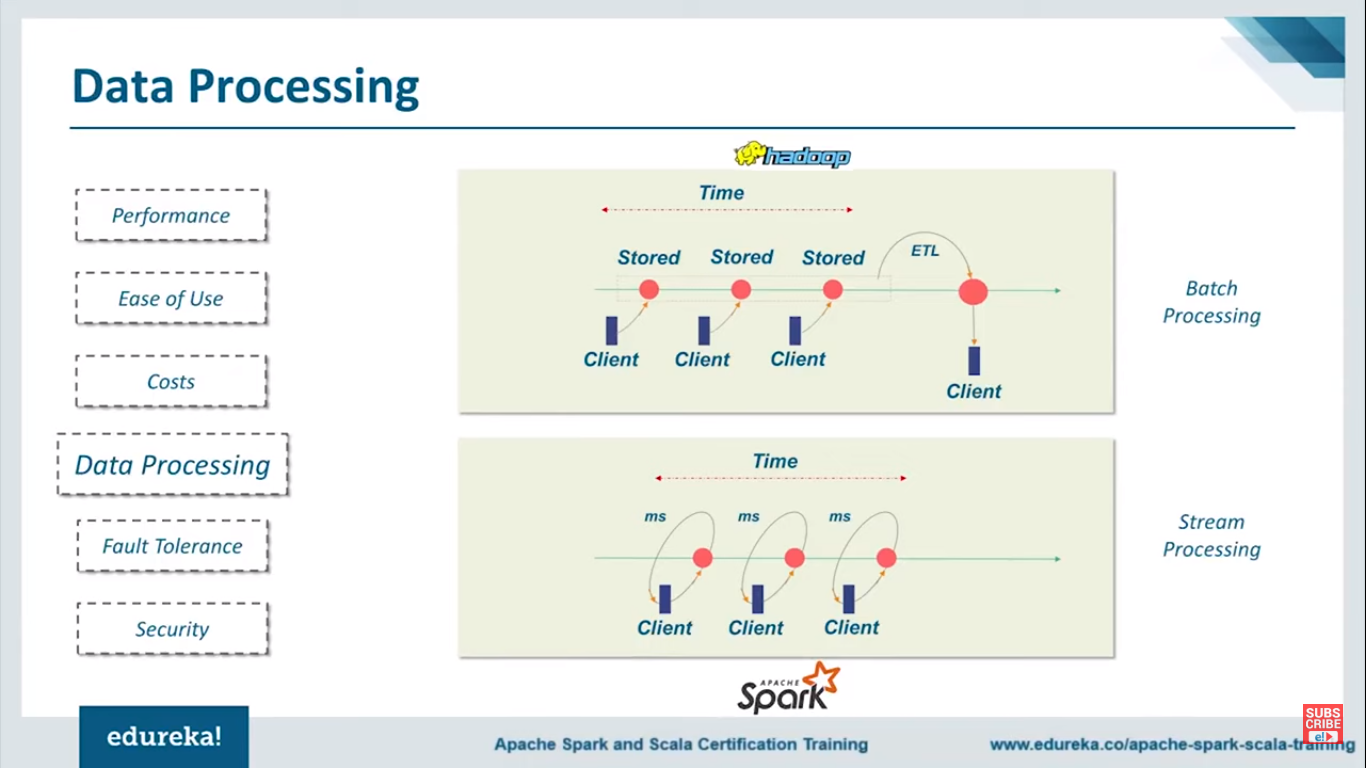 Data Processing
Performance
Ease of Use
Costs
Data Processing
Fault Tolerance
Security
hadoop
Time
Stored Stored Stored
ETL
Client Client Client
Client
Batch
Processing
Time
ms ms ms
Client Client Client
Stream
Processing
APACHE
Spark
edureka!
Apache Spark and Scala Certification Training
www.edureka.co/apache-spark-scala-training
SUBS
CRIBE
e!